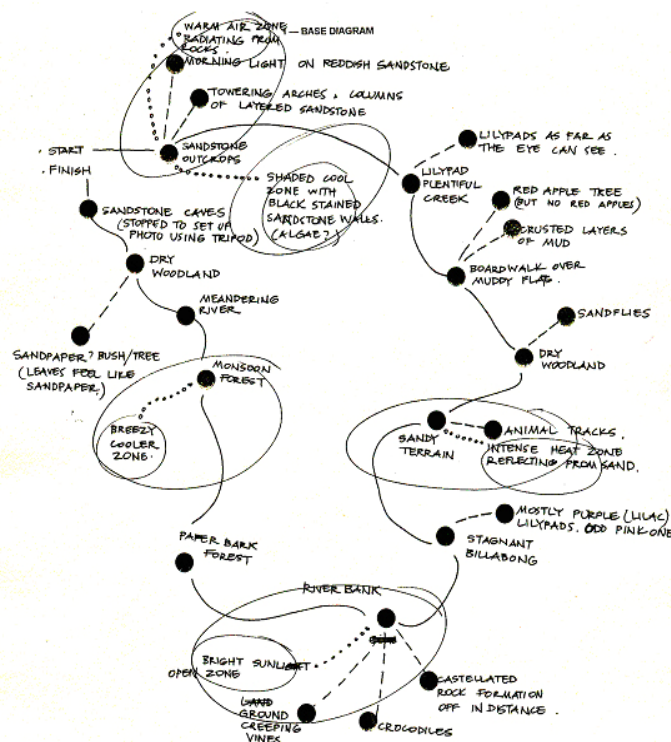 WARM AIR ZONE
RADIATING FROM
ROCKS.
BASE DIAGRAM
MORNING LIGHT ON REDDISH SANDSTONE
TOWERING ARCHES, COLUMNS
OF LAYERED SANDSTONE
. START
. FINISH
SANDSTONE
OUTCROPS
SHADED COOL
ZONE WITH
BLACK STAINED
SANDSTONE WALLS.
(ALGAE?)
LILYPADS AS FAR AS
THE EYE CAN SEE.
LILYPAD
PLENTIFUL
CREEK
RED APPLE TREE
(BUT NO RED APPLES)
CRUSTED LAYERS
OF MUD
BOARDWALK OVER
MUDDY FLAT.
SANDFLIES
DRY
WOODLAND
SANDSTONE CAVES
(STOPPED TO SET UP
PHOTO USING TRIPOD)
DRY
WOODLAND
MEANDERING
RIVER
SANDPAPER? BUSH/TREE
(LEAVES FEEL LIKE
SANDPAPER)
MONSOON
FOREST
BREEZY
COOLER
ZONE.
SANDY
TERRAIN
ANIMAL TRACKS.
INTENSE HEAT ZONE
REFLECTING FROM SAND.
MOSTLY PURPLE (LILAC)
LILYPADS. ODD PINK ONE
STAGNANT
BILLABONG
PAPER BARK
FOREST
RIVER BANK
BRIGHT SUNLIGHT
OPEN ZONE
CASTELLATED
ROCK FORMATION
OFF IN DISTANCE.
LAND
GROUND
CREEPING
VINES
CROCODILES